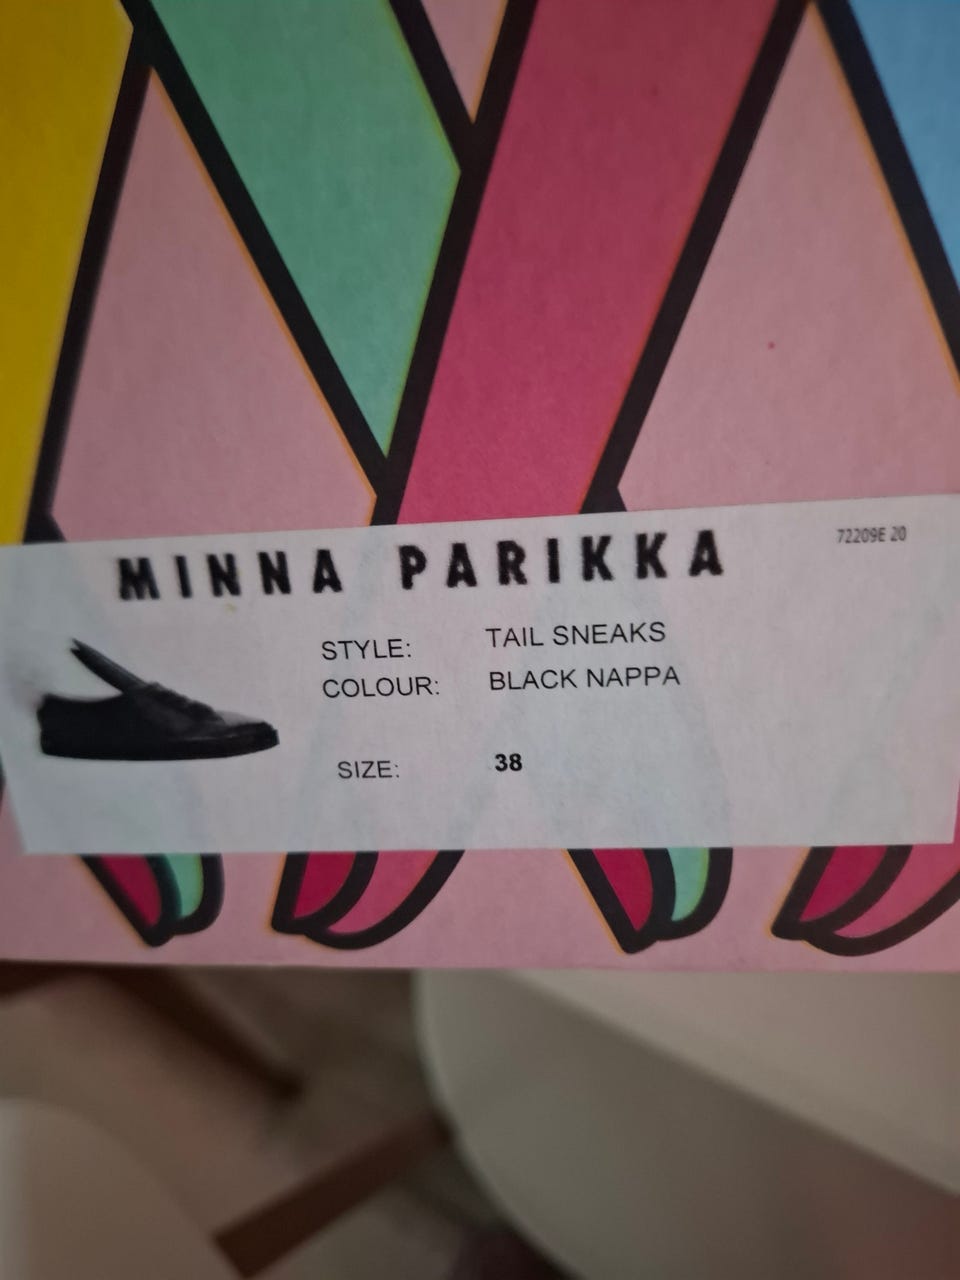 MINNA PARIKKA
72209E 20
STYLE: TAIL SNEAKS
COLOUR: BLACK NAPPA
SIZE: 38